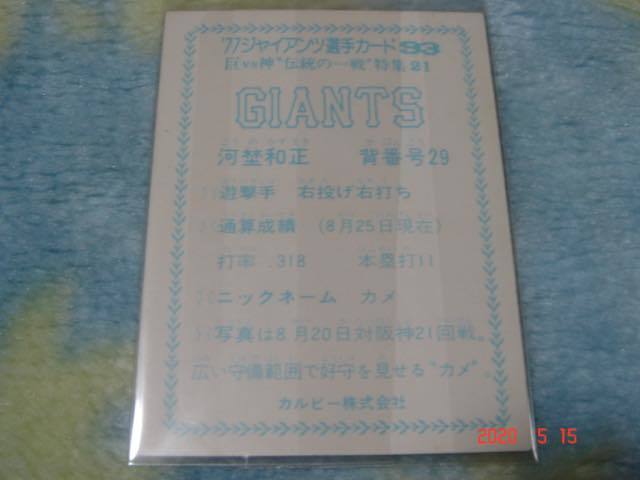 '77ジャイアンツ選手カード 93
巨vs神“伝統の一戦”特集21
GIANTS
河埜和正 背番号29
遊撃手 右投げ右打ち
通算成績 (8月25日現在)
打率 .318 本塁打11
ニックネーム カメ
写真は8月20日対阪神21回戦。
広い守備範囲で好守を見せる“カメ”。
カルビー株式会社
2020 5 15